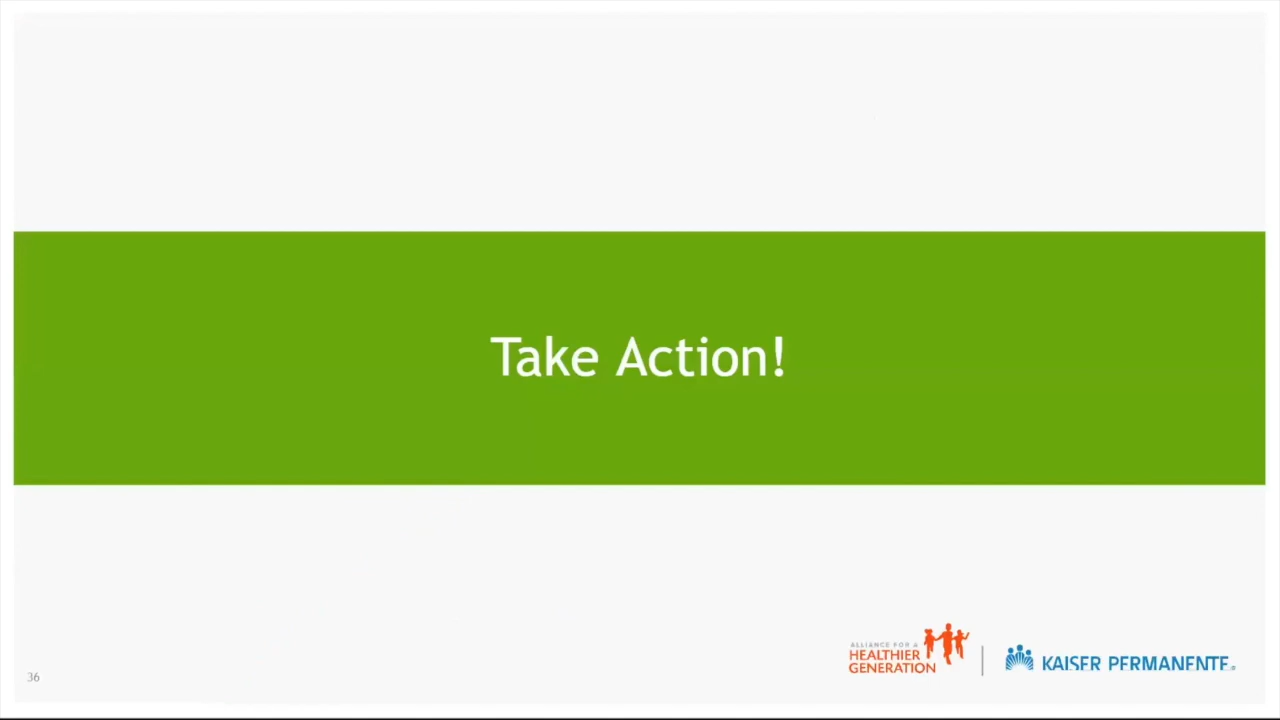 Take Action!
ALLIANCE FOR A
HEALTHIER
GENERATION
KAISER PERMANENTE®
36